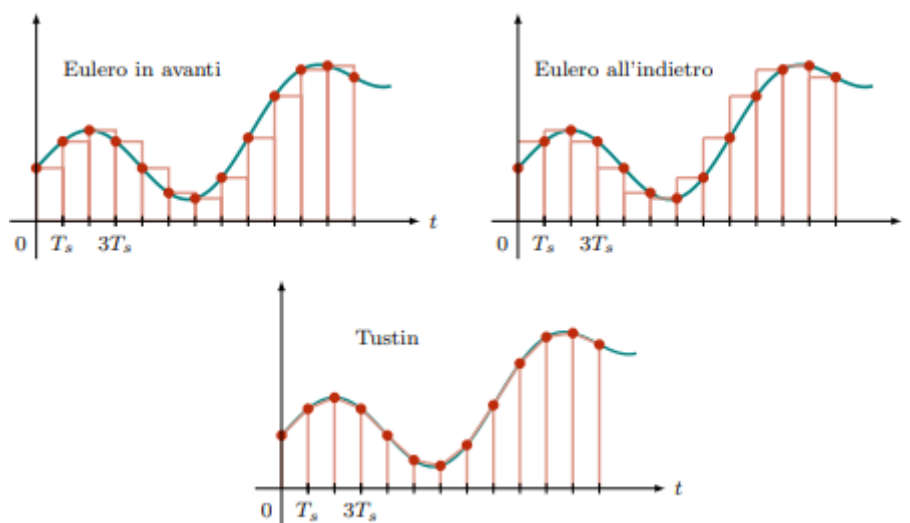 Eulero in avanti
t
0
T_s
3T_s
Eulero all'indietro
0
T_s
3T_s
Tustin
t
0
T_s
3T_s